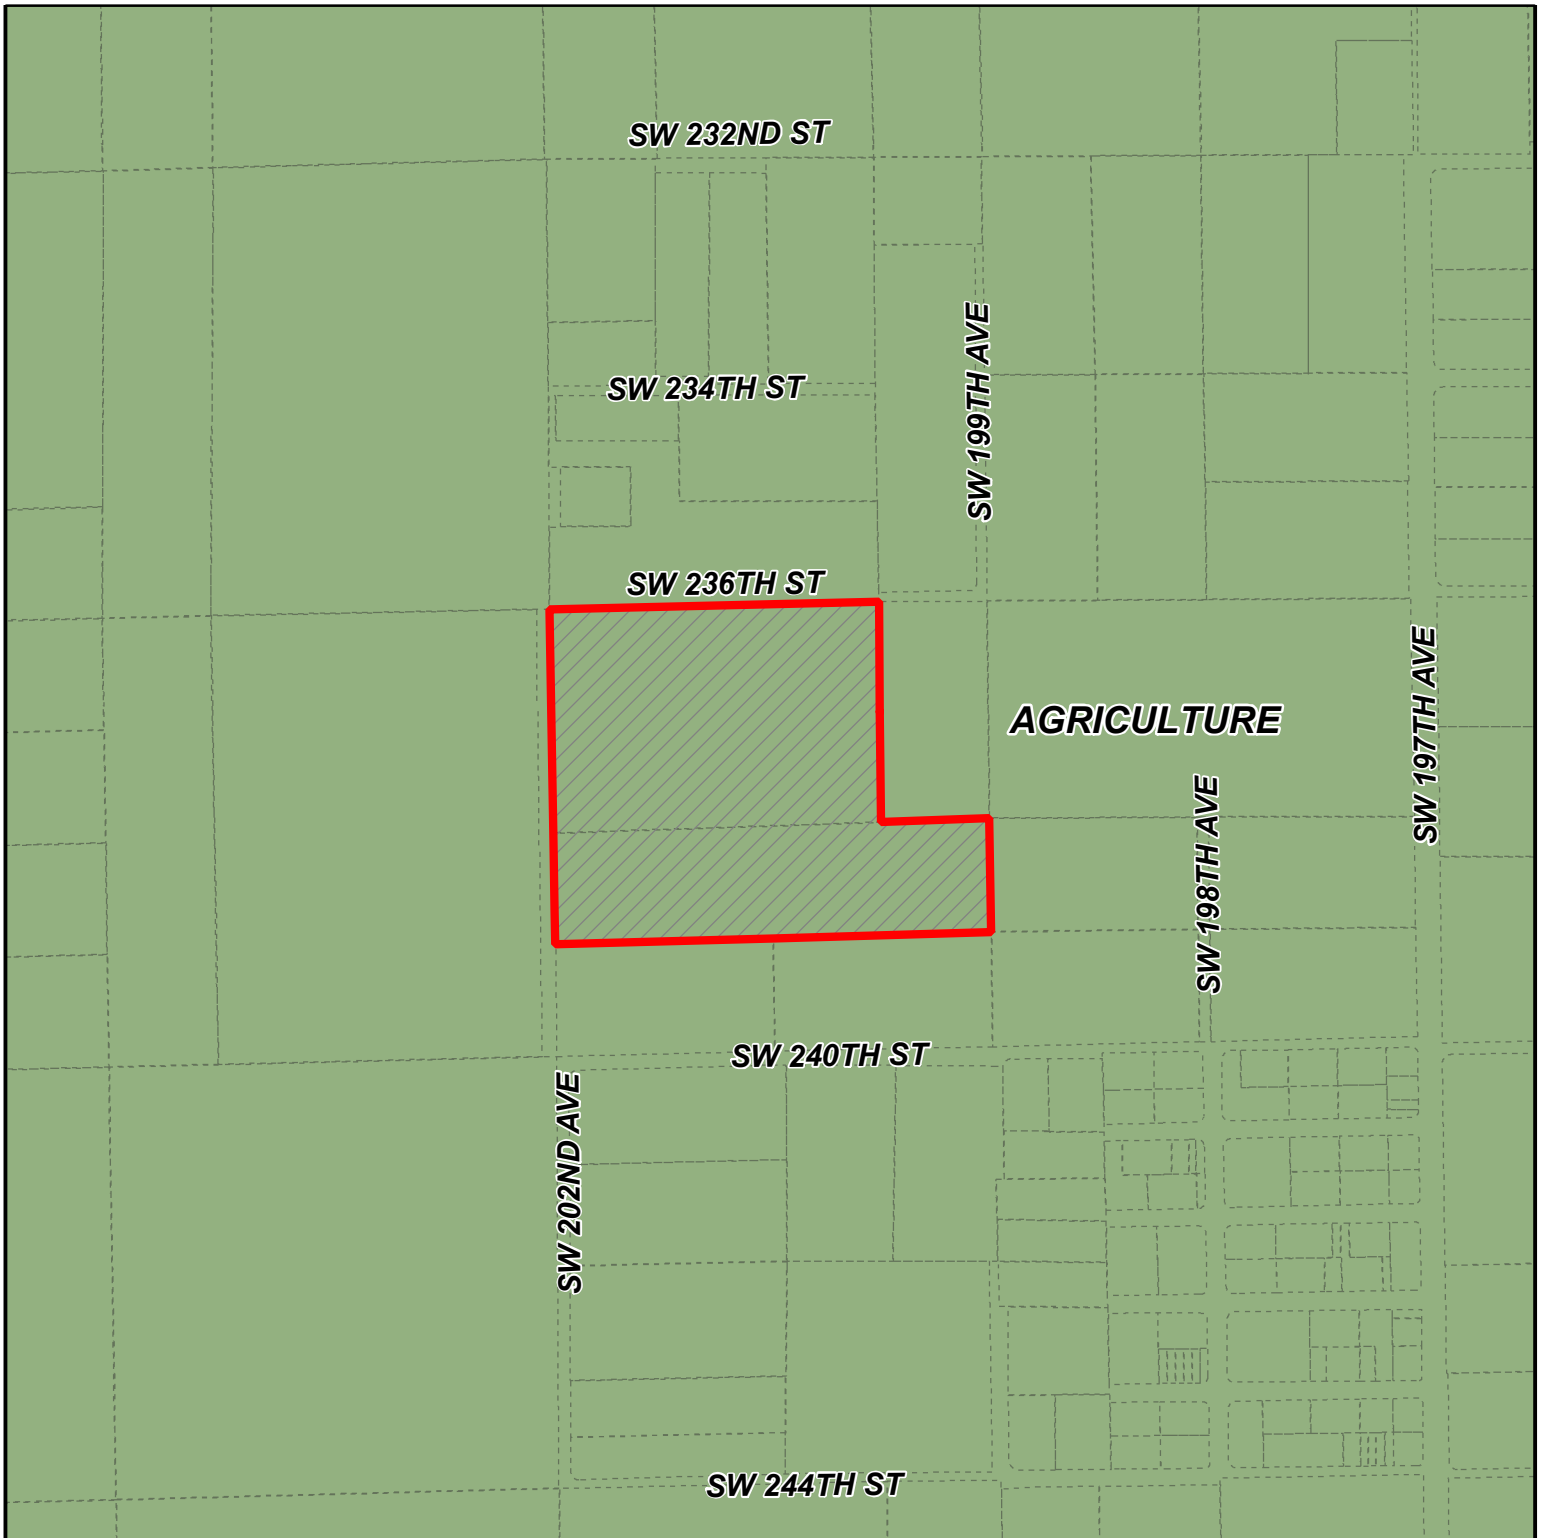 SW 232ND ST
SW 199TH AVE
SW 234TH ST
SW 236TH ST
SW 197TH AVE
AGRICULTURE
SW 198TH AVE
SW 240TH ST
SW 202ND AVE
SW 244TH ST